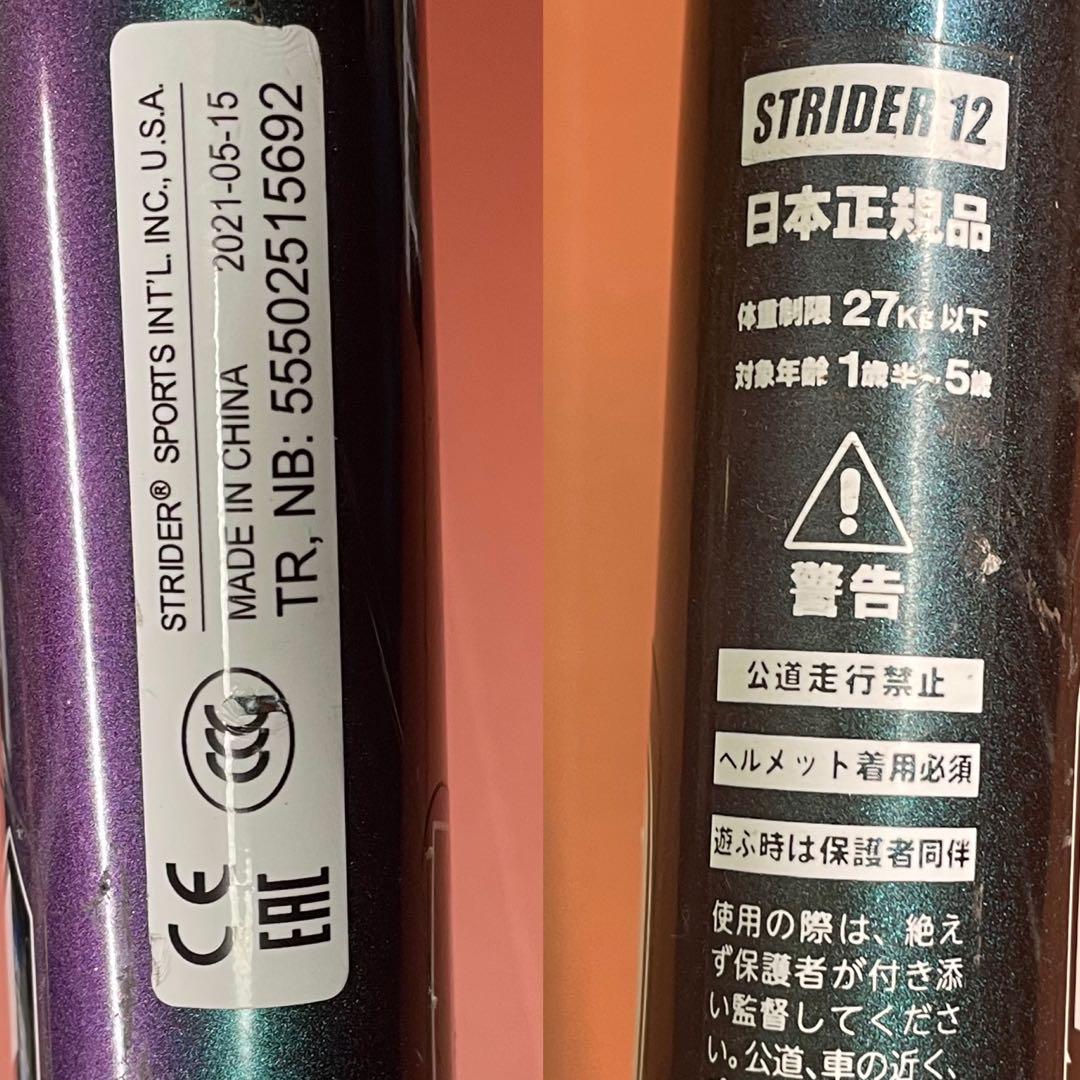 STRIDER® SPORTS INT'L. INC., U.S.A.
MADE IN CHINA 2021-05-15
TR, NB: 55502515692
CCC
CE
EAC
STRIDER 12
日本正規品
体重制限 27Kg 以下
対象年齢 1歳半~5歳
警告
公道走行禁止
ヘルメット着用必須
遊ぶ時は保護者同伴
使用の際は、絶え
ず保護者が付き添
い監督してくださ
い。公道、車の近く、